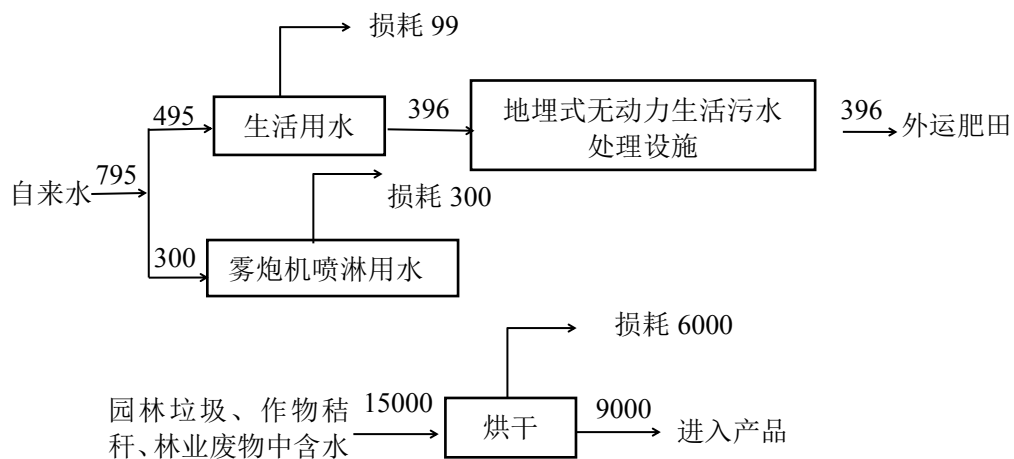 损耗 99
495
生活用水
396
地埋式无动力生活污水
处理设施
396
外运肥田
自来水
795
损耗 300
300
雾炮机喷淋用水
损耗 6000
园林垃圾、作物秸
秆、林业废物中含水
15000
烘干
9000
进入产品